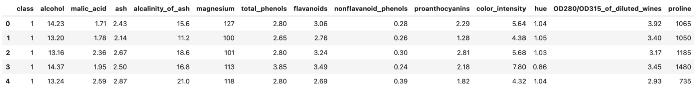 class alcohol malic_acid ash alcalinity_of_ash magnesium total_phenols flavanoids nonflavanoid_phenols proanthocyanins color_intensity hue OD280/OD315_of_diluted_wines proline
0 1 14.23 1.71 2.43 15.6 127 2.80 3.06 0.28 2.29 5.64 1.04 3.92 1065
1 1 13.20 1.78 2.14 11.2 100 2.65 2.76 0.26 1.28 4.38 1.05 3.40 1050
2 1 13.16 2.36 2.67 18.6 101 2.80 3.24 0.30 2.81 5.68 1.03 3.17 1185
3 1 14.37 1.95 2.50 16.8 113 3.85 3.49 0.24 2.18 7.80 0.86 3.45 1480
4 1 13.24 2.59 2.87 21.0 118 2.80 2.69 0.39 1.82 4.32 1.04 2.93 735